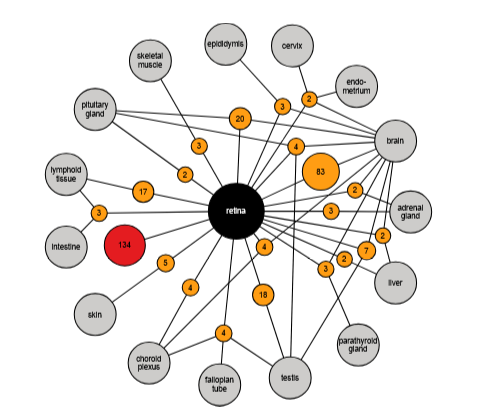 epididymis
cervix
skeletal
muscle
endo-
metrium
pituitary
gland
3
2
20
brain
3
4
83
lymphoid
tissue
2
17
2
adrenal
gland
3
retina
3
intestine
134
4
2
7
5
2
3
liver
4
18
skin
4
parathyroid
gland
choroid
plexus
fallopian
tube
testis